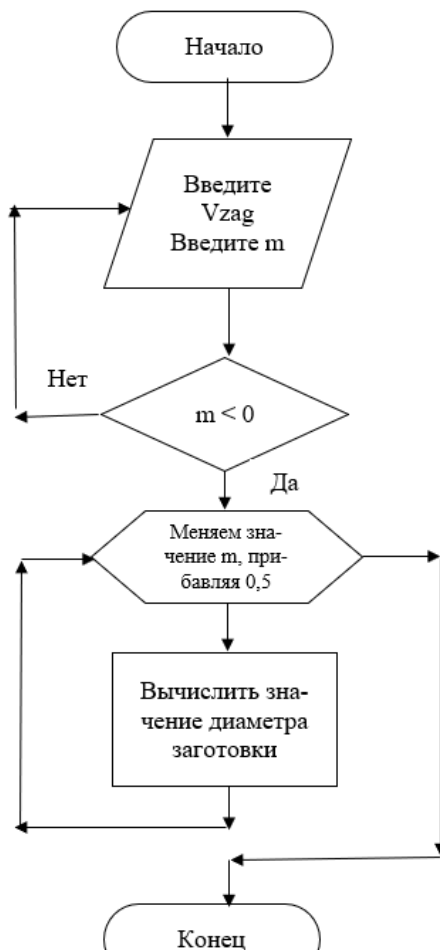 Начало
Введите
Vzag
Введите m
Нет
m < 0
Да
Меняем зна-
чение m, при-
бавляя 0,5
Вычислить зна-
чение диаметра
заготовки
Конец